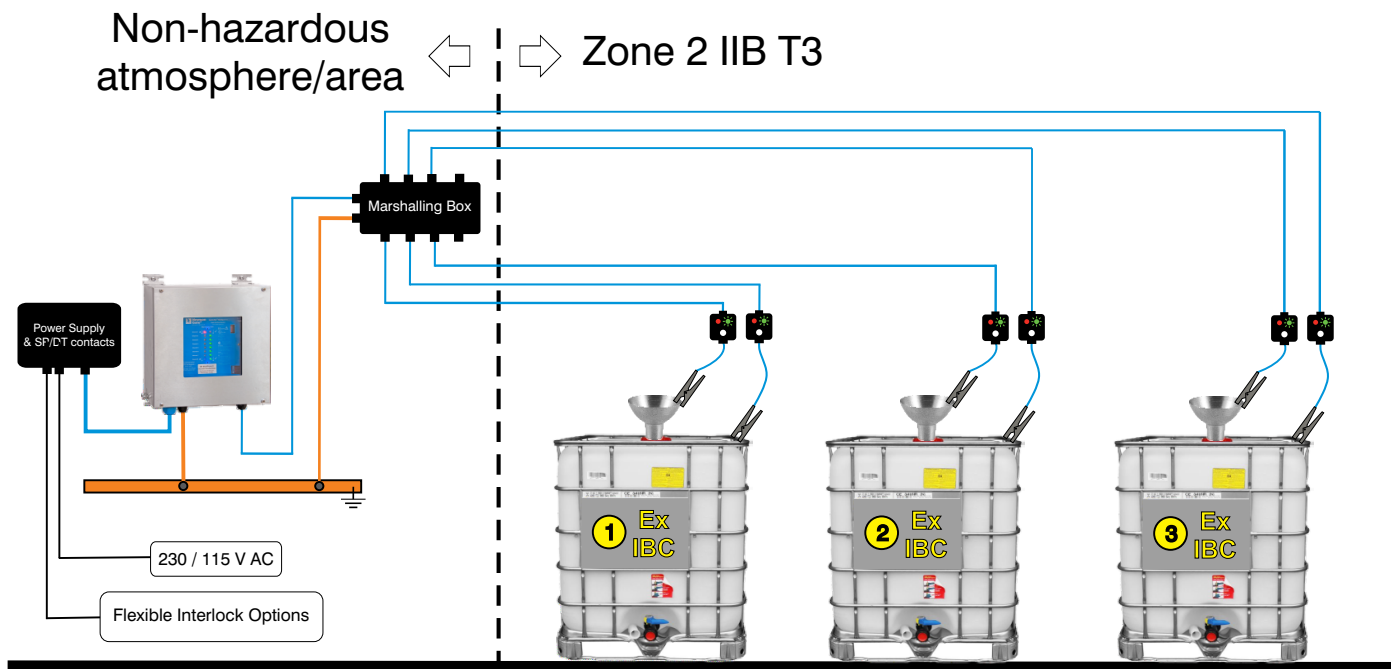 Non-hazardous
atmosphere/area
Zone 2 IIB T3
Marshalling Box
Power Supply
& SP/DT contacts
230 / 115 V AC
Flexible Interlock Options
1
Ex
IBC
2
Ex
IBC
3
Ex
IBC